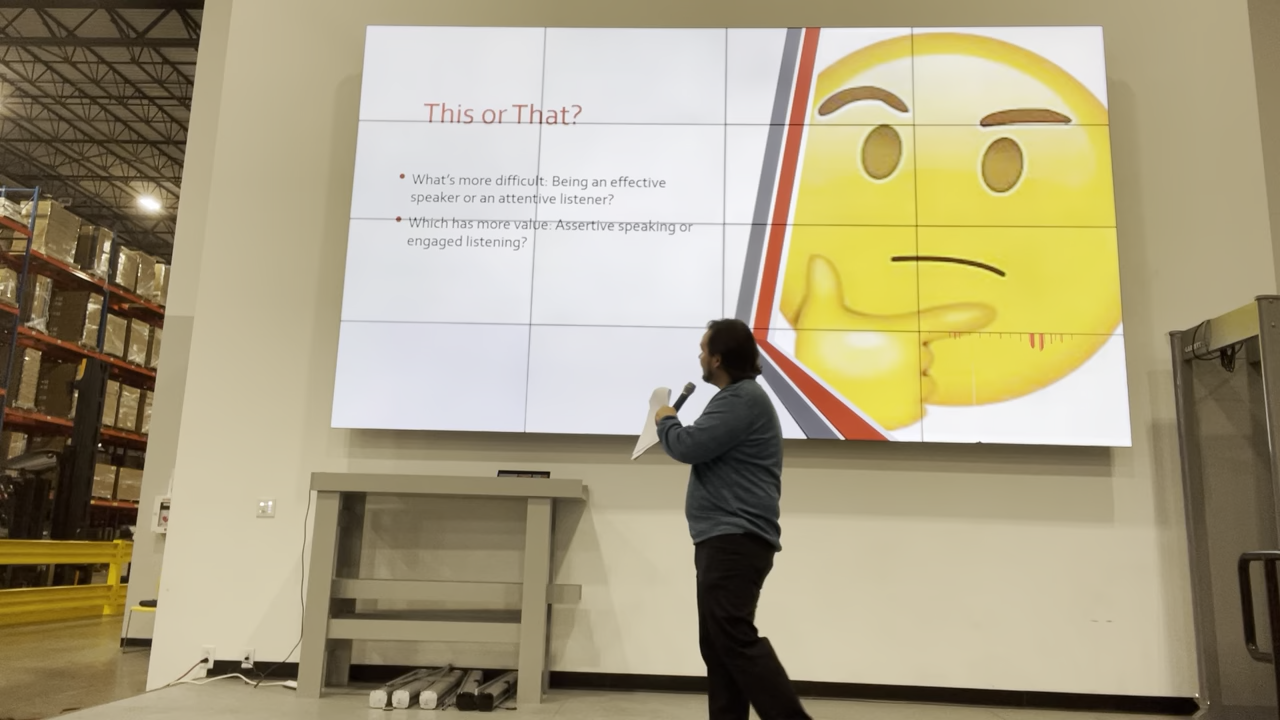 This or That?
• What's more difficult: Being an effective
speaker or an attentive listener?
• Which has more value: Assertive speaking or
engaged listening?